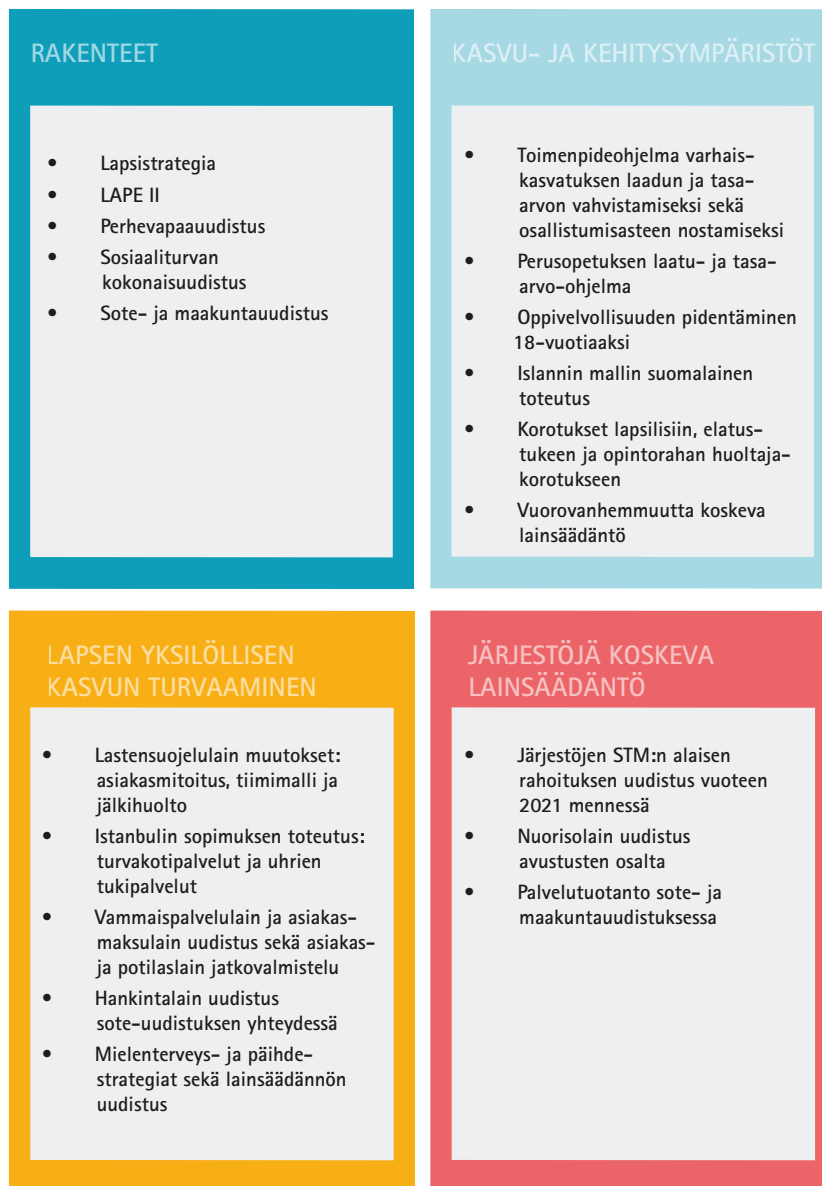 RAKENTEET
• Lapsistrategia
• LAPE II
• Perhevapaauudistus
• Sosiaaliturvan
kokonaisuudistus
• Sote- ja maakuntauudistus
KASVU- JA KEHITYSYMPÄRISTÖT
• Toimenpideohjelma varhais-
kasvatuksen laadun ja tasa-
arvon vahvistamiseksi sekä
osallistumisasteen nostamiseksi
• Perusopetuksen laatu- ja tasa-
arvo-ohjelma
• Oppivelvollisuuden pidentäminen
18-vuotiaaksi
• Islannin mallin suomalainen
toteutus
• Korotukset lapsilisiin, elatus-
tukeen ja opintorahan huoltaja-
korotukseen
• Vuorovanhemmuutta koskeva
lainsäädäntö
LAPSEN YKSILÖLLISEN
KASVUN TURVAAMINEN
• Lastensuojelulain muutokset:
asiakasmitoitus, tiimimalli ja
jälkihuolto
• Istanbulin sopimuksen toteutus:
turvakotipalvelut ja uhrien
tukipalvelut
• Vammaispalvelulain ja asiakas-
maksulain uudistus sekä asiakas-
ja potilaslain jatkovalmistelu
• Hankintalain uudistus
sote-uudistuksen yhteydessä
• Mielenterveys- ja päihde-
strategiat sekä lainsäädännön
uudistus
JÄRJESTÖJÄ KOSKEVA
LAINSÄÄDÄNTÖ
• Järjestöjen STM:n alaisen
rahoituksen uudistus vuoteen
2021 mennessä
• Nuorisolain uudistus
avustusten osalta
• Palvelutuotanto sote- ja
maakuntauudistuksessa